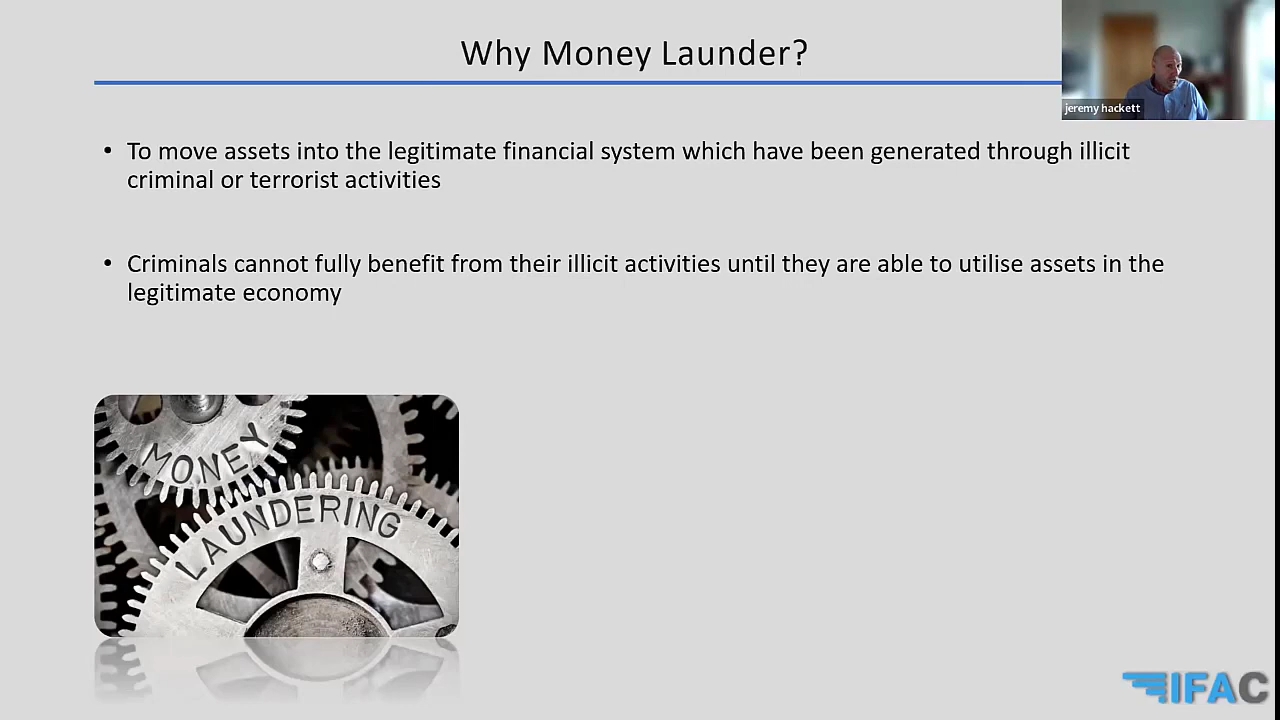 Why Money Launder?
jeremy hackett
• To move assets into the legitimate financial system which have been generated through illicit
criminal or terrorist activities
• Criminals cannot fully benefit from their illicit activities until they are able to utilise assets in the
legitimate economy
MONEY
LAUNDERING
IFAC